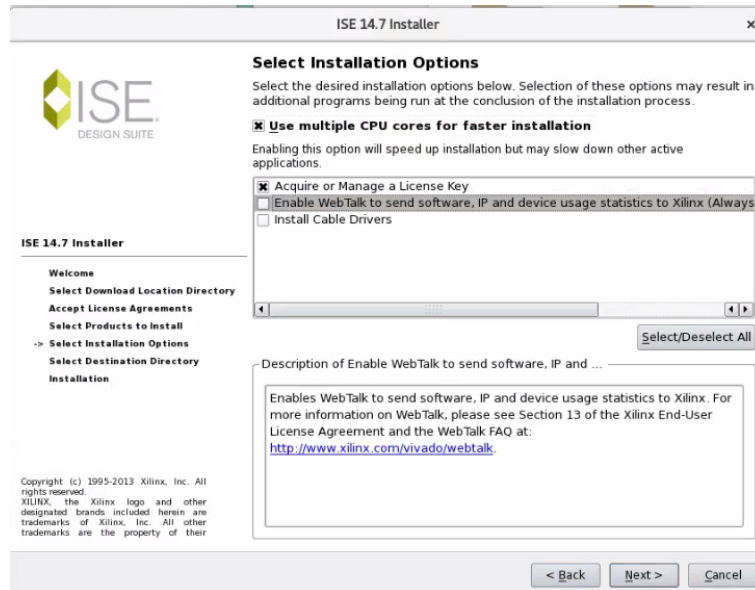 ISE 14.7 Installer
×
ISE
DESIGN SUITE
ISE 14.7 Installer
Welcome
Select Download Location Directory
Accept License Agreements
Select Products to Install
-> Select Installation Options
Select Destination Directory
Installation
Copyright (c) 1995-2013 Xilinx, Inc. All
rights reserved.
XILINX, the Xilinx logo and other
designated brands included herein are
trademarks of Xilinx, Inc. All other
trademarks are the property of their
Select Installation Options
Select the desired installation options below. Selection of these options may result in
additional programs being run at the conclusion of the installation process.
Use multiple CPU cores for faster installation
Enabling this option will speed up installation but may slow down other active
applications.
Acquire or Manage a License Key
Enable WebTalk to send software, IP and device usage statistics to Xilinx (Always
Install Cable Drivers
Select/Deselect All
Description of Enable WebTalk to send software, IP and ...
Enables WebTalk to send software, IP and device usage statistics to Xilinx. For
more information on WebTalk, please see Section 13 of the Xilinx End-User
License Agreement and the WebTalk FAQ at:
http://www.xilinx.com/vivado/webtalk.
< Back
Next >
Cancel